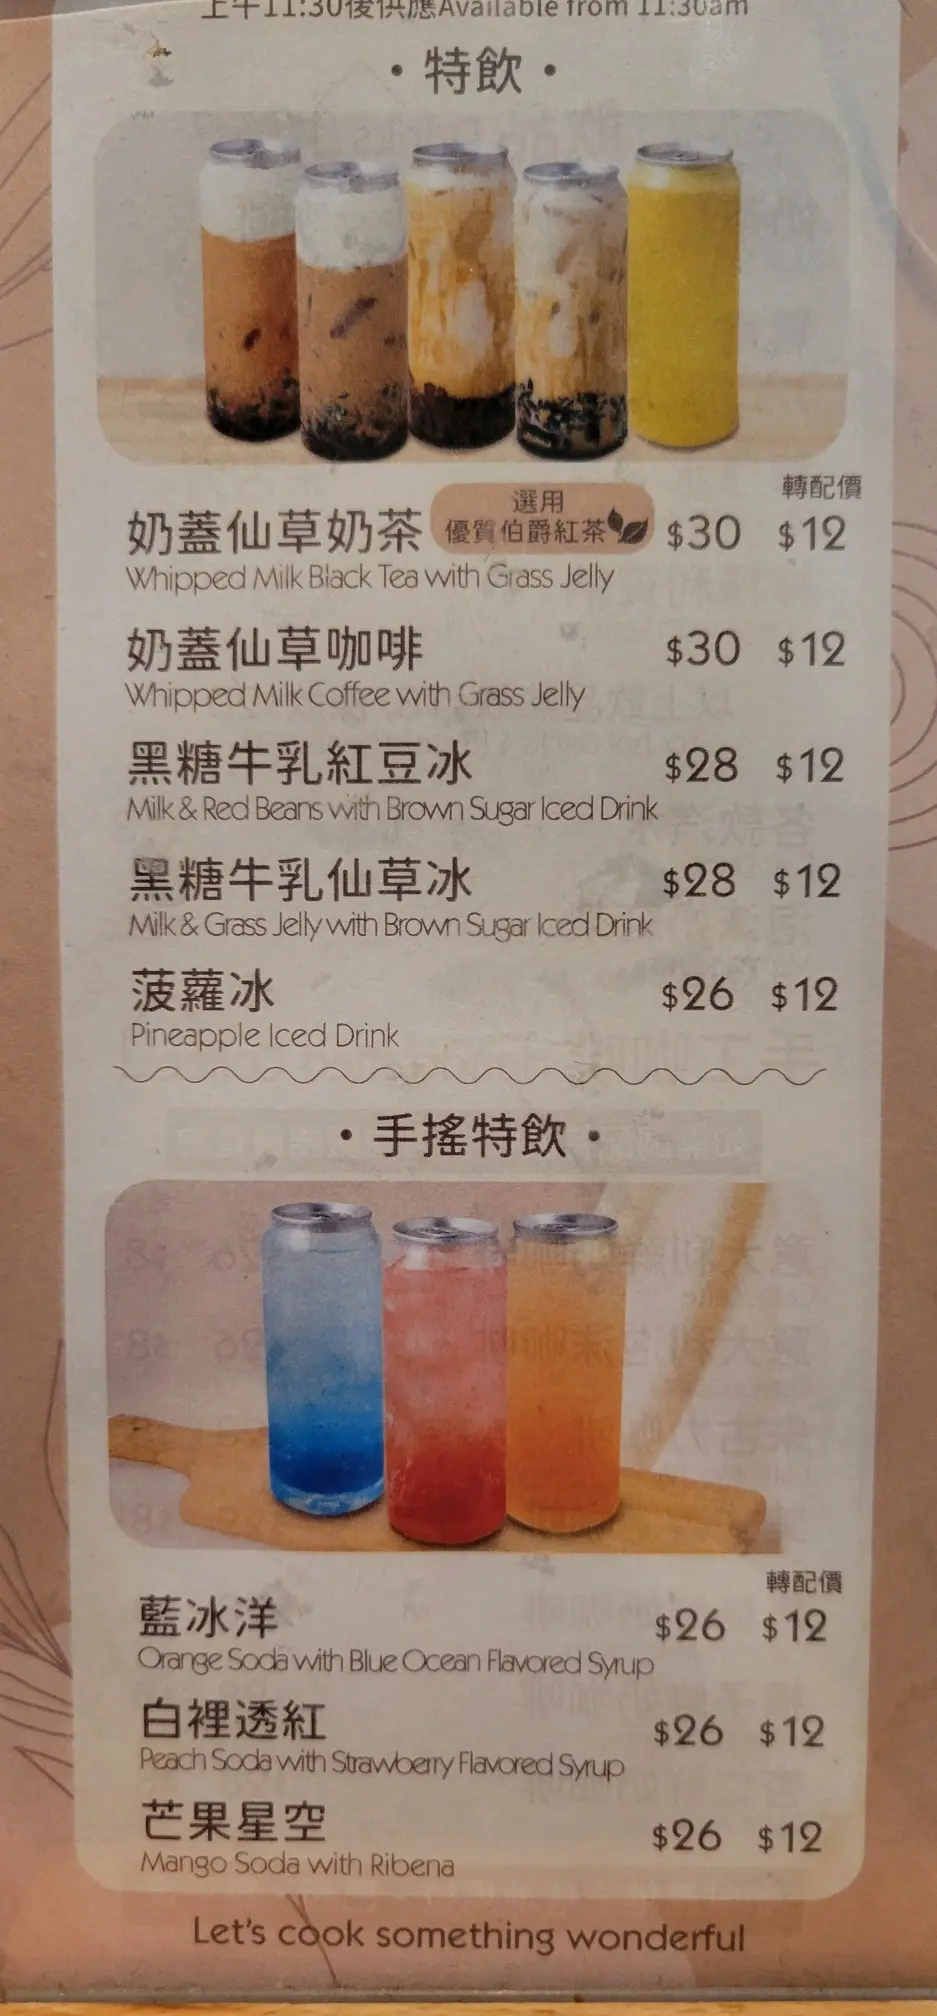 上午11:30後供應Available from 11:30am
•特飲•
轉配價
奶蓋仙草奶茶 選用 優質伯爵紅茶 $30 $12
Whipped Milk Black Tea with Grass Jelly
奶蓋仙草咖啡 $30 $12
Whipped Milk Coffee with Grass Jelly
黑糖牛乳紅豆冰 $28 $12
Milk & Red Beans with Brown Sugar Iced Drink
黑糖牛乳仙草冰 $28 $12
Milk & Grass Jelly with Brown Sugar Iced Drink
菠蘿冰 $26 $12
Pineapple Iced Drink
•手搖特飲•
轉配價
藍冰洋 $26 $12
Orange Soda with Blue Ocean Flavored Syrup
白裡透紅 $26 $12
Peach Soda with Strawberry Flavored Syrup
芒果星空 $26 $12
Mango Soda with Ribena
Let's cook something wonderful